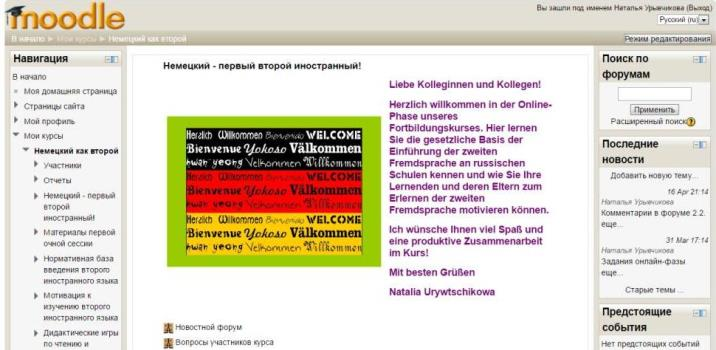 moodle
Вы зашли под именем Наталья Урывчикова (Выход)
Русский (ru)
В начало ► Мои курсы ► Немецкий как второй
Режим редактирования
Навигация
В начало
Моя домашняя страница
Страницы сайта
Мой профиль
Мои курсы
Немецкий как второй
Участники
Отчеты
Немецкий - первый
второй
иностранный!
Материалы первой
очной сессии
Нормативная база
введения второго
иностранного языка
Мотивация к
изучению второго
иностранного языка
Дидактические игры
по чтению и
Немецкий - первый второй иностранный!
Herzlich Willkommen Bienvenido WELCOME
Bienvenue Yokoso Välkommen
hwan yeong Velkommen Willkommen
Herzlich Willkommen Bienvenido WELCOME
Bienvenue Yokoso Välkommen
hwan yeong Velkommen Willkommen
Herzlich Willkommen Bienvenido WELCOME
Bienvenue Yokoso Välkommen
hwan yeong Velkommen Willkommen
Liebe Kolleginnen und Kollegen!
Herzlich willkommen in der Online-
Phase unseres
Fortbildungskurses. Hier lernen
Sie die gesetzliche Basis der
Einführung der zweiten
Fremdsprache an russischen
Schulen kennen und wie Sie Ihre
Lernenden und deren Eltern zum
Erlernen der zweiten
Fremdsprache motivieren können.
Ich wünsche Ihnen viel Spaß und
eine produktive Zusammenarbeit
im Kurs!
Mit besten Grüßen
Natalia Urywtschikowa
Новостной форум
Вопросы участников курса
Поиск по
форумам
Применить
Расширенный поиск
Последние
новости
Добавить новую тему...
16 Apr 21:14
Наталья Урывчикова
Комментарии в форуме 2.2.
еще...
31 Mar 17:14
Наталья Урывчикова
Задания онлайн-фазы
еще...
Старые темы ...
Предстоящие
события
Нет предстоящих событий